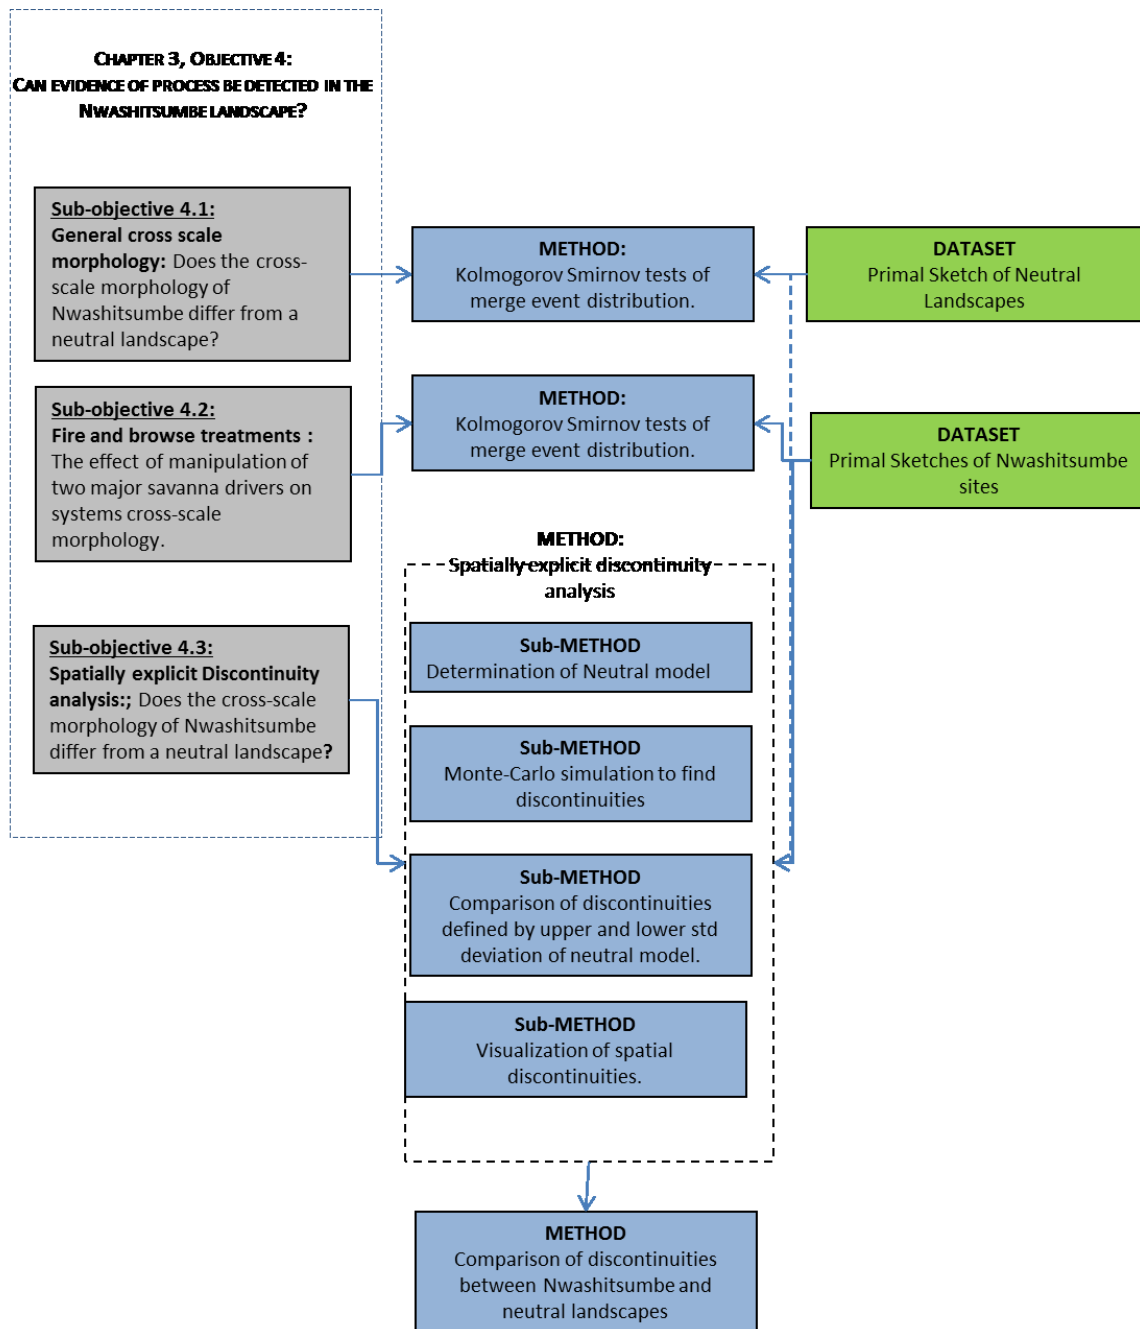 CHAPTER 3, OBJECTIVE 4:
CAN EVIDENCE OF PROCESS BE DETECTED IN THE
NWASHITSUMBE LANDSCAPE?
Sub-objective 4.1:
General cross scale
morphology: Does the cross-
scale morphology of
Nwashitsumbe differ from a
neutral landscape?
Sub-objective 4.2:
Fire and browse treatments :
The effect of manipulation of
two major savanna drivers on
systems cross-scale
morphology.
Sub-objective 4.3:
Spatially explicit Discontinuity
analysis:; Does the cross-scale
morphology of Nwashitsumbe
differ from a neutral landscape?
METHOD:
Kolmogorov Smirnov tests of
merge event distribution.
METHOD:
Kolmogorov Smirnov tests of
merge event distribution.
METHOD:
Spatially explicit discontinuity
analysis
Sub-METHOD
Determination of Neutral model
Sub-METHOD
Monte-Carlo simulation to find
discontinuities
Sub-METHOD
Comparison of discontinuities
defined by upper and lower std
deviation of neutral model.
Sub-METHOD
Visualization of spatial
discontinuities.
METHOD
Comparison of discontinuities
between Nwashitsumbe and
neutral landscapes
DATASET
Primal Sketch of Neutral
Landscapes
DATASET
Primal Sketches of Nwashitsumbe
sites